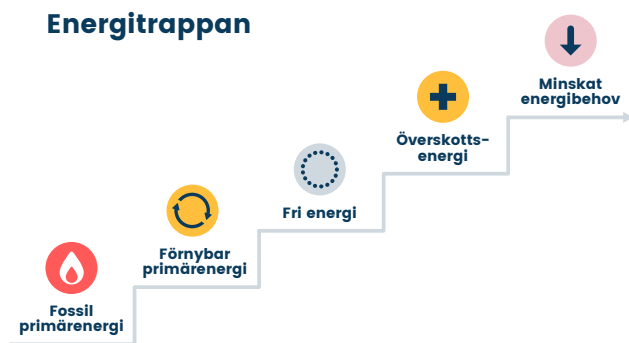 Energitrappan
Minskat
energibehov
Överskotts-
energi
Fri energi
Förnybar
primärenergi
Fossil
primärenergi